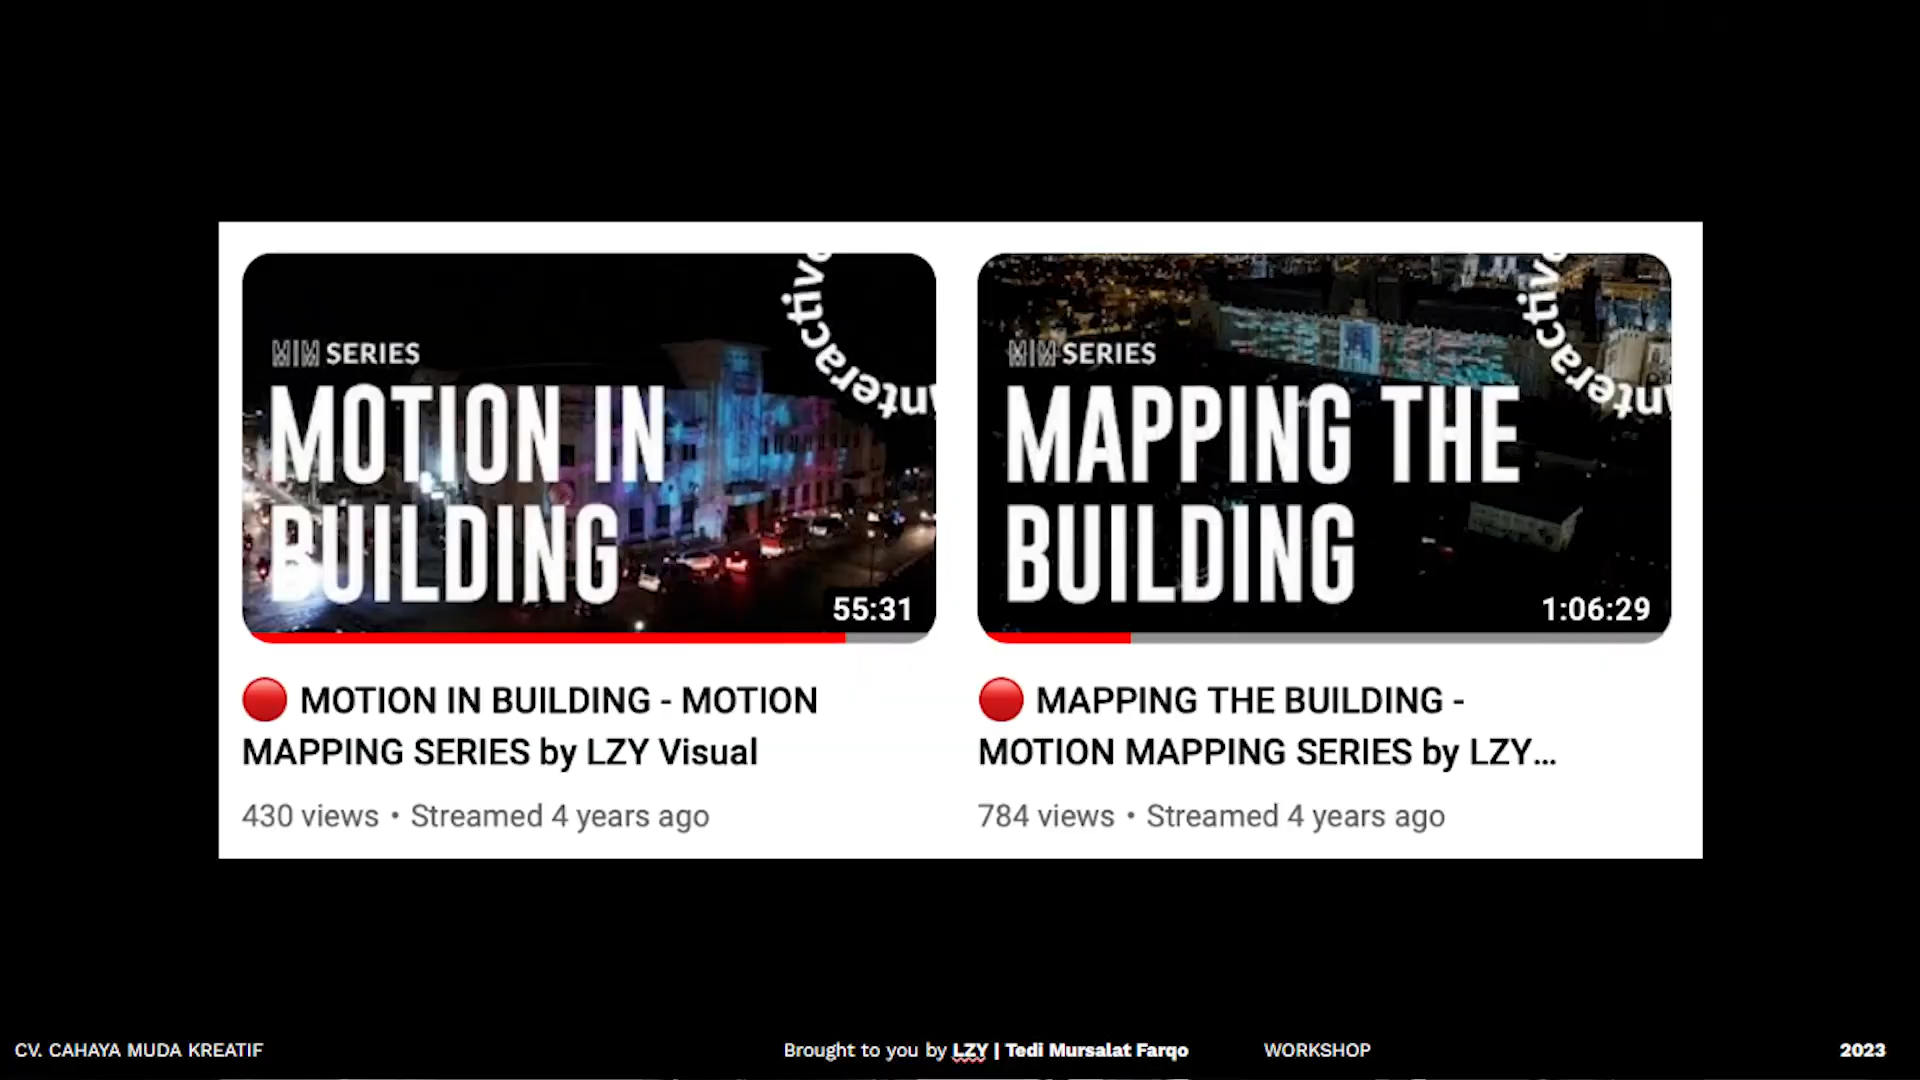 MIM SERIES
MOTION IN
BUILDING
interactive
55:31
MIM SERIES
MAPPING THE
BUILDING
interactive
1:06:29
🔴 MOTION IN BUILDING - MOTION
MAPPING SERIES by LZY Visual
430 views • Streamed 4 years ago
🔴 MAPPING THE BUILDING -
MOTION MAPPING SERIES by LZY...
784 views • Streamed 4 years ago
CV. CAHAYA MUDA KREATIF
Brought to you by LZY | Tedi Mursalat Farqo
WORKSHOP
2023